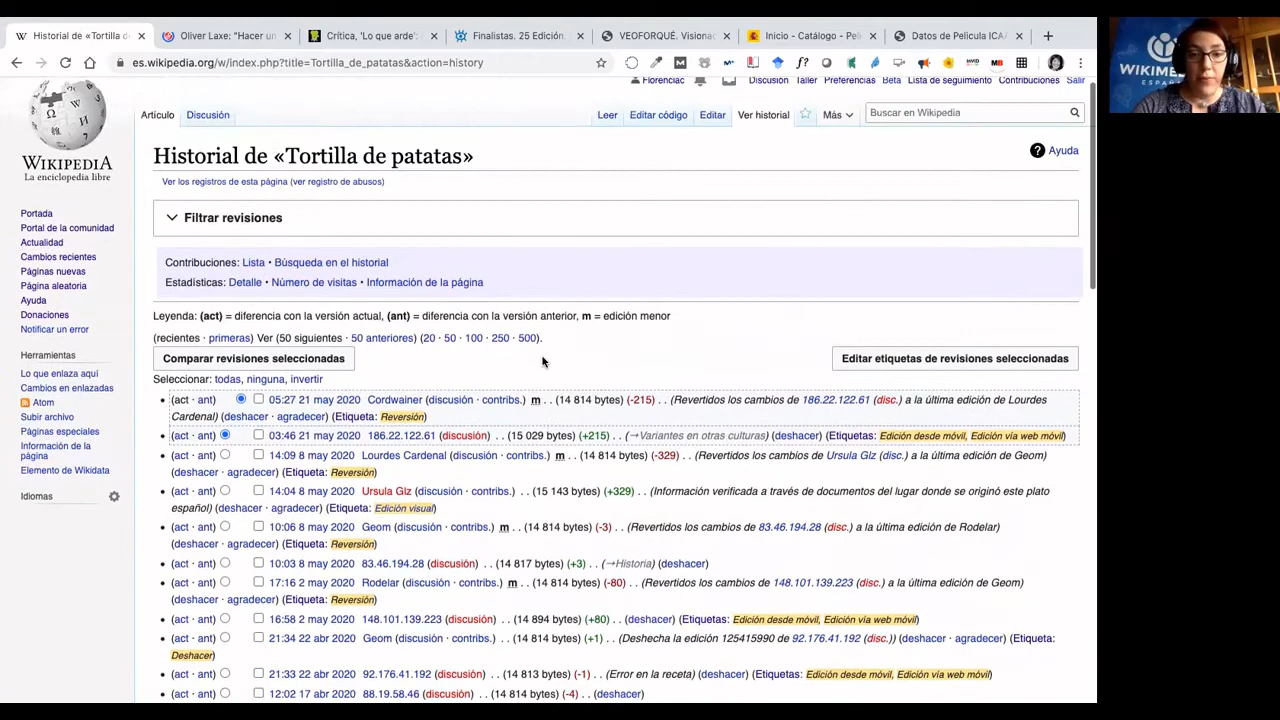 Historial de «Tortilla d
Oliver Laxe: "Hacer un
Crítica, 'Lo que arde':
Finalistas. 25 Edición.
VEOFORQUÉ. Visiona
Inicio - Catálogo - Peli
Datos de Película ICA
es.wikipedia.org/w/index.php?title=Tortilla_de_patatas&action=history
WIKIMEDIA
ESPAÑA
Florenciac Discusión Taller Preferencias Beta Lista de seguimiento Contribuciones Salir
WIKIPEDIA
La enciclopedia libre
Artículo Discusión Leer Editar código Editar Ver historial Más Buscar en Wikipedia
Historial de «Tortilla de patatas»
Ayuda
Ver los registros de esta página (ver registro de abusos)
Filtrar revisiones
Contribuciones: Lista • Búsqueda en el historial
Estadísticas: Detalle • Número de visitas • Información de la página
Leyenda: (act) = diferencia con la versión actual, (ant) = diferencia con la versión anterior, m = edición menor
(recientes · primeras) Ver (50 siguientes · 50 anteriores) (20 · 50 · 100 · 250 · 500).
Comparar revisiones seleccionadas
Editar etiquetas de revisiones seleccionadas
Seleccionar: todas, ninguna, invertir
(act · ant) 05:27 21 may 2020 Cordwainer (discusión · contribs.) m . . (14 814 bytes) (-215) . . (Revertidos los cambios de 186.22.122.61 (disc.) a la última edición de Lourdes
Cardenal) (deshacer · agradecer) (Etiqueta: Reversión)
(act · ant) 03:46 21 may 2020 186.22.122.61 (discusión) . . (15 029 bytes) (+215) . . (→Variantes en otras culturas) (deshacer) (Etiquetas: Edición desde móvil, Edición vía web móvil)
(act · ant) 14:09 8 may 2020 Lourdes Cardenal (discusión · contribs.) m . . (14 814 bytes) (-329) . . (Revertidos los cambios de Ursula Glz (disc.) a la última edición de Geom)
(deshacer · agradecer) (Etiqueta: Reversión)
(act · ant) 14:04 8 may 2020 Ursula Glz (discusión · contribs.) . . (15 143 bytes) (+329) . . (Información verificada a través de documentos del lugar donde se originó este plato
español) (deshacer · agradecer) (Etiqueta: Edición visual)
(act · ant) 10:06 8 may 2020 Geom (discusión · contribs.) m . . (14 814 bytes) (-3) . . (Revertidos los cambios de 83.46.194.28 (disc.) a la última edición de Rodelar)
(deshacer · agradecer) (Etiqueta: Reversión)
(act · ant) 10:03 8 may 2020 83.46.194.28 (discusión) . . (14 817 bytes) (+3) . . (→Historia) (deshacer)
(act · ant) 17:16 2 may 2020 Rodelar (discusión · contribs.) m . . (14 814 bytes) (-80) . . (Revertidos los cambios de 148.101.139.223 (disc.) a la última edición de Geom)
(deshacer · agradecer) (Etiqueta: Reversión)
(act · ant) 16:58 2 may 2020 148.101.139.223 (discusión) . . (14 894 bytes) (+80) . . (deshacer) (Etiquetas: Edición desde móvil, Edición vía web móvil)
(act · ant) 21:34 22 abr 2020 Geom (discusión · contribs.) . . (14 814 bytes) (+1) . . (Deshecha la edición 125415990 de 92.176.41.192 (disc.)) (deshacer · agradecer) (Etiqueta:
Deshacer)
(act · ant) 21:33 22 abr 2020 92.176.41.192 (discusión) . . (14 813 bytes) (-1) . . (Error en la receta) (deshacer) (Etiquetas: Edición desde móvil, Edición vía web móvil)
(act · ant) 12:02 17 abr 2020 88.19.58.46 (discusión) . . (14 814 bytes) (-4) . . (deshacer)
Portada
Portal de la comunidad
Actualidad
Cambios recientes
Páginas nuevas
Página aleatoria
Ayuda
Donaciones
Notificar un error
Herramientas
Lo que enlaza aquí
Cambios en enlazadas
Atom
Subir archivo
Páginas especiales
Información de la
página
Elemento de Wikidata
Idiomas